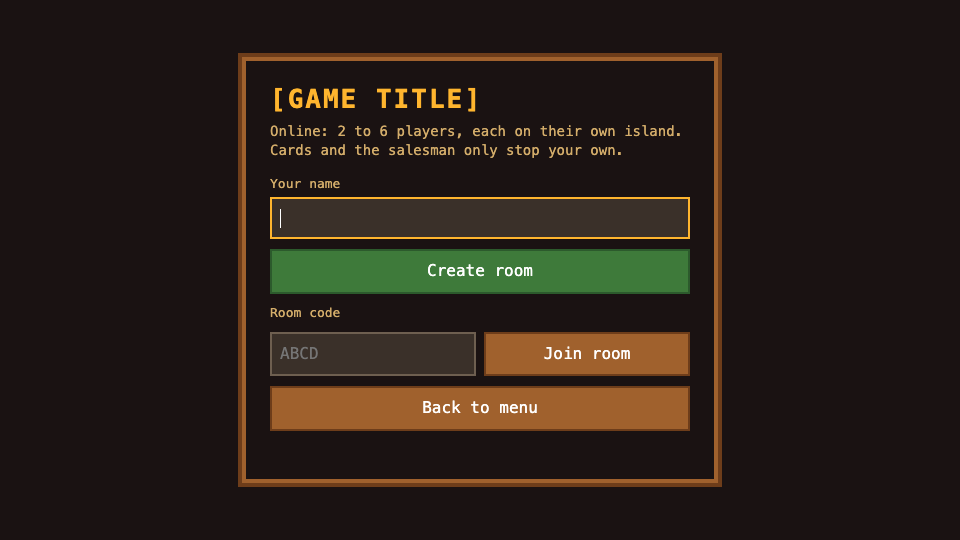 [GAME TITLE]
Online: 2 to 6 players, each on their own island.
Cards and the salesman only stop your own.
Your name
Create room
Room code
ABCD
Join room
Back to menu